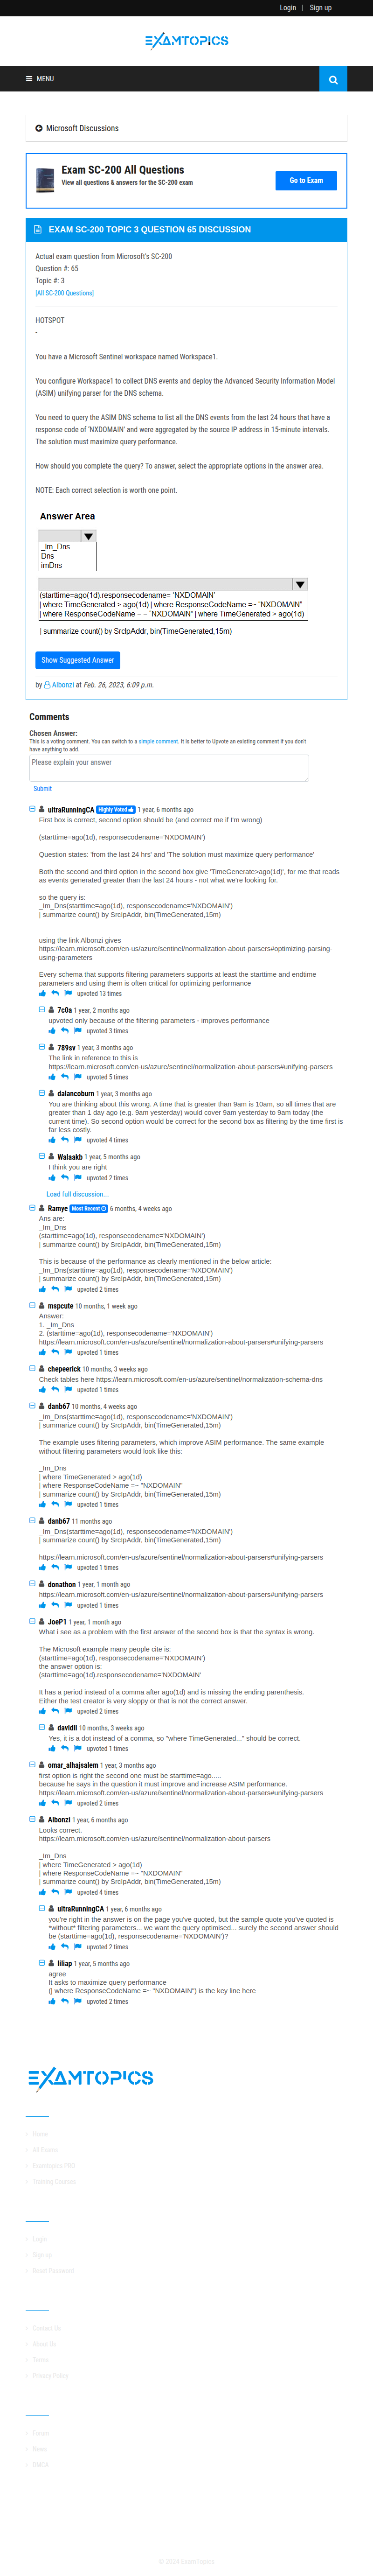 Login | Sign up
EXAMTOPICS
MENU
Microsoft Discussions
Exam SC-200 All Questions
View all questions & answers for the SC-200 exam
Go to Exam
EXAM SC-200 TOPIC 3 QUESTION 65 DISCUSSION
Actual exam question from Microsoft's SC-200
Question #: 65
Topic #: 3
[All SC-200 Questions]
HOTSPOT
-
You have a Microsoft Sentinel workspace named Workspace1.
You configure Workspace1 to collect DNS events and deploy the Advanced Security Information Model
(ASIM) unifying parser for the DNS schema.
You need to query the ASIM DNS schema to list all the DNS events from the last 24 hours that have a
response code of 'NXDOMAIN' and were aggregated by the source IP address in 15-minute intervals.
The solution must maximize query performance.
How should you complete the query? To answer, select the appropriate options in the answer area.
NOTE: Each correct selection is worth one point.
Answer Area
_Im_Dns
Dns
imDns
(starttime=ago(1d).responsecodename= 'NXDOMAIN'
| where TimeGenerated > ago(1d) | where ResponseCodeName =~ "NXDOMAIN"
| where ResponseCodeName = = "NXDOMAIN" | where TimeGenerated > ago(1d)
| summarize count() by SrcIpAddr, bin(TimeGenerated,15m)
Show Suggested Answer
by Albonzi at Feb. 26, 2023, 6:09 p.m.
Comments
Chosen Answer:
This is a voting comment. You can switch to a simple comment. It is better to Upvote an existing comment if you don't
have anything to add.
Please explain your answer
Submit
ultraRunningCA Highly Voted 1 year, 6 months ago
First box is correct, second option should be (and correct me if I'm wrong)
(starttime=ago(1d), responsecodename='NXDOMAIN')
Question states: 'from the last 24 hrs' and 'The solution must maximize query performance'
Both the second and third option in the second box give 'TimeGenerate>ago(1d)', for me that reads
as events generated greater than the last 24 hours - not what we're looking for.
so the query is:
_Im_Dns(starttime=ago(1d), responsecodename='NXDOMAIN')
| summarize count() by SrcIpAddr, bin(TimeGenerated,15m)
using the link Albonzi gives
https://learn.microsoft.com/en-us/azure/sentinel/normalization-about-parsers#optimizing-parsing-
using-parameters
Every schema that supports filtering parameters supports at least the starttime and endtime
parameters and using them is often critical for optimizing performance
upvoted 13 times
7c0a 1 year, 2 months ago
upvoted only because of the filtering parameters - improves performance
upvoted 3 times
789sv 1 year, 3 months ago
The link in reference to this is
https://learn.microsoft.com/en-us/azure/sentinel/normalization-about-parsers#unifying-parsers
upvoted 5 times
dalancoburn 1 year, 3 months ago
You are thinking about this wrong. A time that is greater than 9am is 10am, so all times that are
greater than 1 day ago (e.g. 9am yesterday) would cover 9am yesterday to 9am today (the
current time). So second option would be correct for the second box as filtering by the time first is
far less costly.
upvoted 4 times
Walaakb 1 year, 5 months ago
I think you are right
upvoted 2 times
Load full discussion...
Ramye Most Recent 6 months, 4 weeks ago
Ans are:
_Im_Dns
(starttime=ago(1d), responsecodename='NXDOMAIN')
| summarize count() by SrcIpAddr, bin(TimeGenerated,15m)
This is because of the performance as clearly mentioned in the below article:
_Im_Dns(starttime=ago(1d), responsecodename='NXDOMAIN')
| summarize count() by SrcIpAddr, bin(TimeGenerated,15m)
upvoted 2 times
mspcute 10 months, 1 week ago
Answer:
1. _Im_Dns
2. (starttime=ago(1d), responsecodename='NXDOMAIN')
https://learn.microsoft.com/en-us/azure/sentinel/normalization-about-parsers#unifying-parsers
upvoted 1 times
chepeerick 10 months, 3 weeks ago
Check tables here https://learn.microsoft.com/en-us/azure/sentinel/normalization-schema-dns
upvoted 1 times
danb67 10 months, 4 weeks ago
_Im_Dns(starttime=ago(1d), responsecodename='NXDOMAIN')
| summarize count() by SrcIpAddr, bin(TimeGenerated,15m)
The example uses filtering parameters, which improve ASIM performance. The same example
without filtering parameters would look like this:
_Im_Dns
| where TimeGenerated > ago(1d)
| where ResponseCodeName =~ "NXDOMAIN"
| summarize count() by SrcIpAddr, bin(TimeGenerated,15m)
upvoted 1 times
danb67 11 months ago
_Im_Dns(starttime=ago(1d), responsecodename='NXDOMAIN')
| summarize count() by SrcIpAddr, bin(TimeGenerated,15m)
https://learn.microsoft.com/en-us/azure/sentinel/normalization-about-parsers#unifying-parsers
upvoted 1 times
donathon 1 year, 1 month ago
https://learn.microsoft.com/en-us/azure/sentinel/normalization-about-parsers#unifying-parsers
upvoted 1 times
JoeP1 1 year, 1 month ago
What i see as a problem with the first answer of the second box is that the syntax is wrong.
The Microsoft example many people cite is:
(starttime=ago(1d), responsecodename='NXDOMAIN')
the answer option is:
(starttime=ago(1d).responsecodename='NXDOMAIN'
It has a period instead of a comma after ago(1d) and is missing the ending parenthesis.
Either the test creator is very sloppy or that is not the correct answer.
upvoted 2 times
davidli 10 months, 3 weeks ago
Yes, it is a dot instead of a comma, so "where TimeGenerated..." should be correct.
upvoted 1 times
omar_alhajsalem 1 year, 3 months ago
first option is right the second one must be starttime=ago.....
because he says in the question it must improve and increase ASIM performance.
https://learn.microsoft.com/en-us/azure/sentinel/normalization-about-parsers#unifying-parsers
upvoted 2 times
Albonzi 1 year, 6 months ago
Looks correct.
https://learn.microsoft.com/en-us/azure/sentinel/normalization-about-parsers
_Im_Dns
| where TimeGenerated > ago(1d)
| where ResponseCodeName =~ "NXDOMAIN"
| summarize count() by SrcIpAddr, bin(TimeGenerated,15m)
upvoted 4 times
ultraRunningCA 1 year, 6 months ago
you're right in the answer is on the page you've quoted, but the sample quote you've quoted is
*without* filtering parameters... we want the query optimised... surely the second answer should
be (starttime=ago(1d), responsecodename='NXDOMAIN')?
upvoted 2 times
liliap 1 year, 5 months ago
agree
It asks to maximize query performance
(| where ResponseCodeName =~ "NXDOMAIN") is the key line here
upvoted 2 times
EXAMTOPICS
Home
All Exams
Examtopics PRO
Training Courses
Login
Sign up
Reset Password
Contact Us
About Us
Terms
Privacy Policy
Forum
News
DMCA
© 2024 ExamTopics